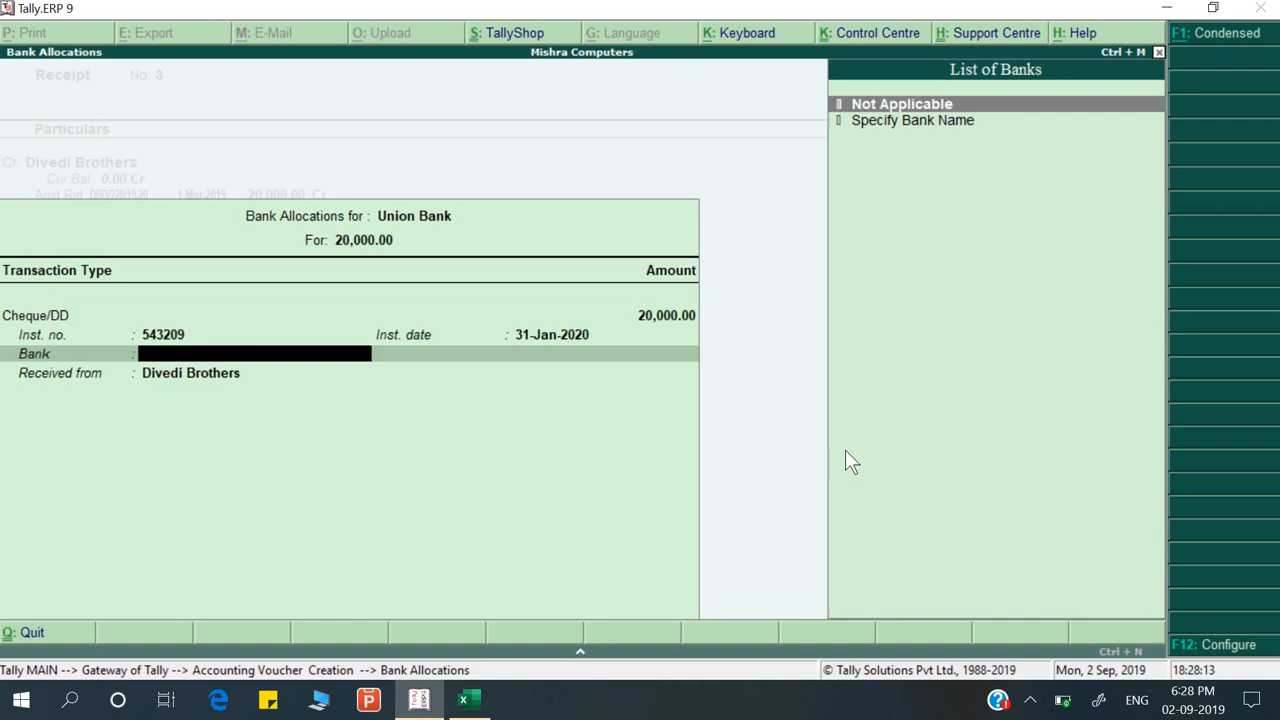 Tally.ERP 9
P: Print E: Export M: E-Mail O: Upload S: TallyShop G: Language K: Keyboard K: Control Centre H: Support Centre H: Help F1: Condensed
Bank Allocations Mishra Computers Ctrl + M
Receipt No. 3
List of Banks
Not Applicable
Specify Bank Name
Particulars
Cr Divedi Brothers
Cur Bal: 0.00 Cr
Agst Ref 1-Mar-2019 20,000.00 Cr
Bank Allocations for : Union Bank
For: 20,000.00
Transaction Type Amount
Cheque/DD 20,000.00
Inst. no. : 543209 Inst. date : 31-Jan-2020
Bank :
Received from : Divedi Brothers
Q: Quit
F12: Configure
Ctrl + N
Tally MAIN --> Gateway of Tally --> Accounting Voucher Creation --> Bank Allocations © Tally Solutions Pvt Ltd., 1988-2019 Mon, 2 Sep, 2019 18:28:13
ENG 6:28 PM
02-09-2019